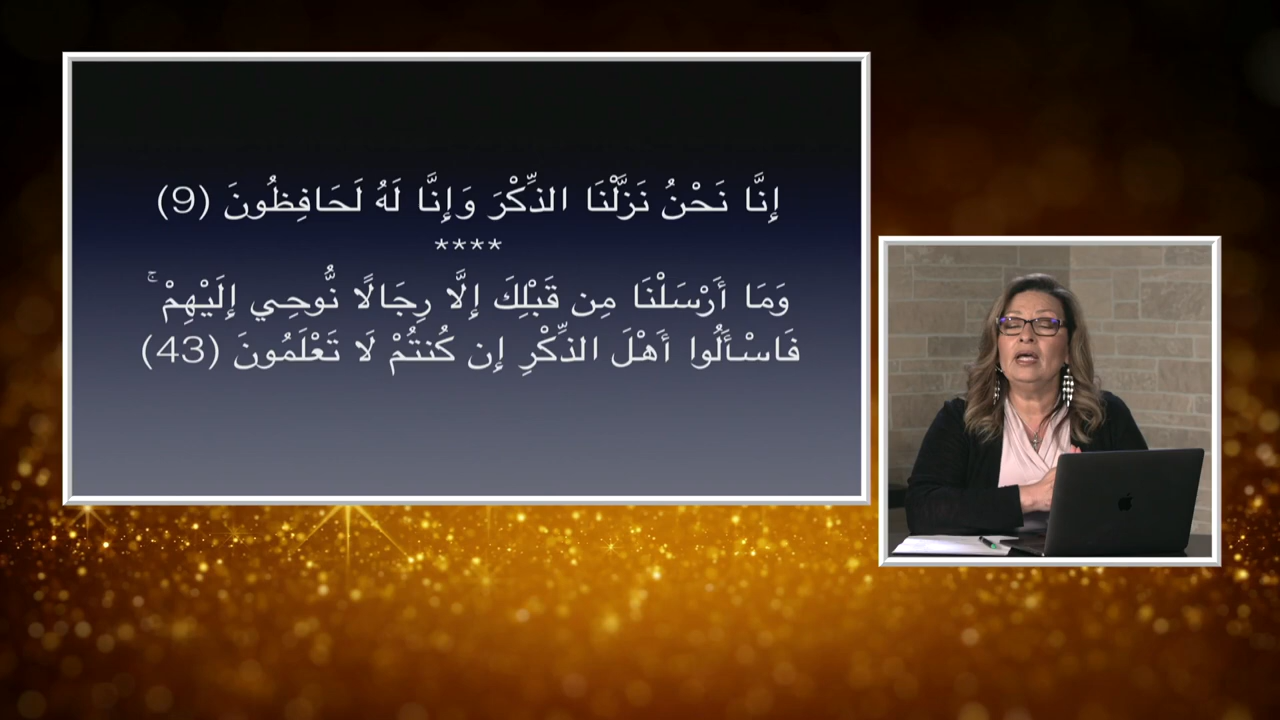 إِنَّا نَحْنُ نَزَّلْنَا الذِّكْرَ وَإِنَّا لَهُ لَحَافِظُونَ (9)
****
وَمَا أَرْسَلْنَا مِن قَبْلِكَ إِلَّا رِجَالًا نُّوحِي إِلَيْهِمْ ۚ
فَاسْأَلُوا أَهْلَ الذِّكْرِ إِن كُنتُمْ لَا تَعْلَمُونَ (43)